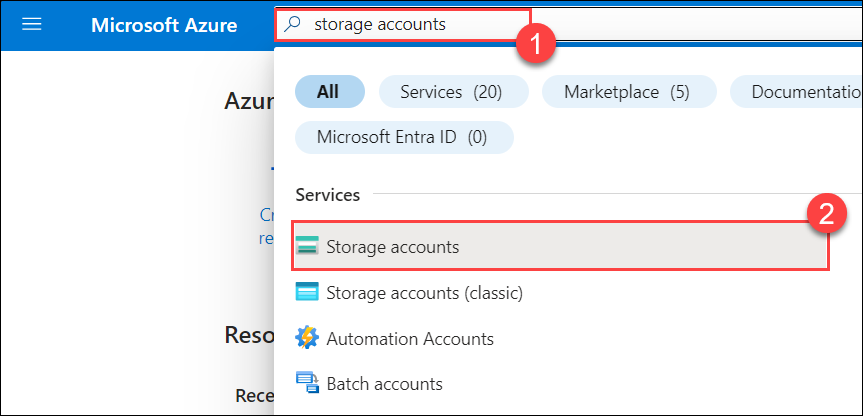 Microsoft Azure
storage accounts
1
All
Services (20)
Marketplace (5)
Documentatio
Azur
Microsoft Entra ID (0)
Services
2
Cr
re
Storage accounts
Storage accounts (classic)
Reso
Automation Accounts
Rece
Batch accounts